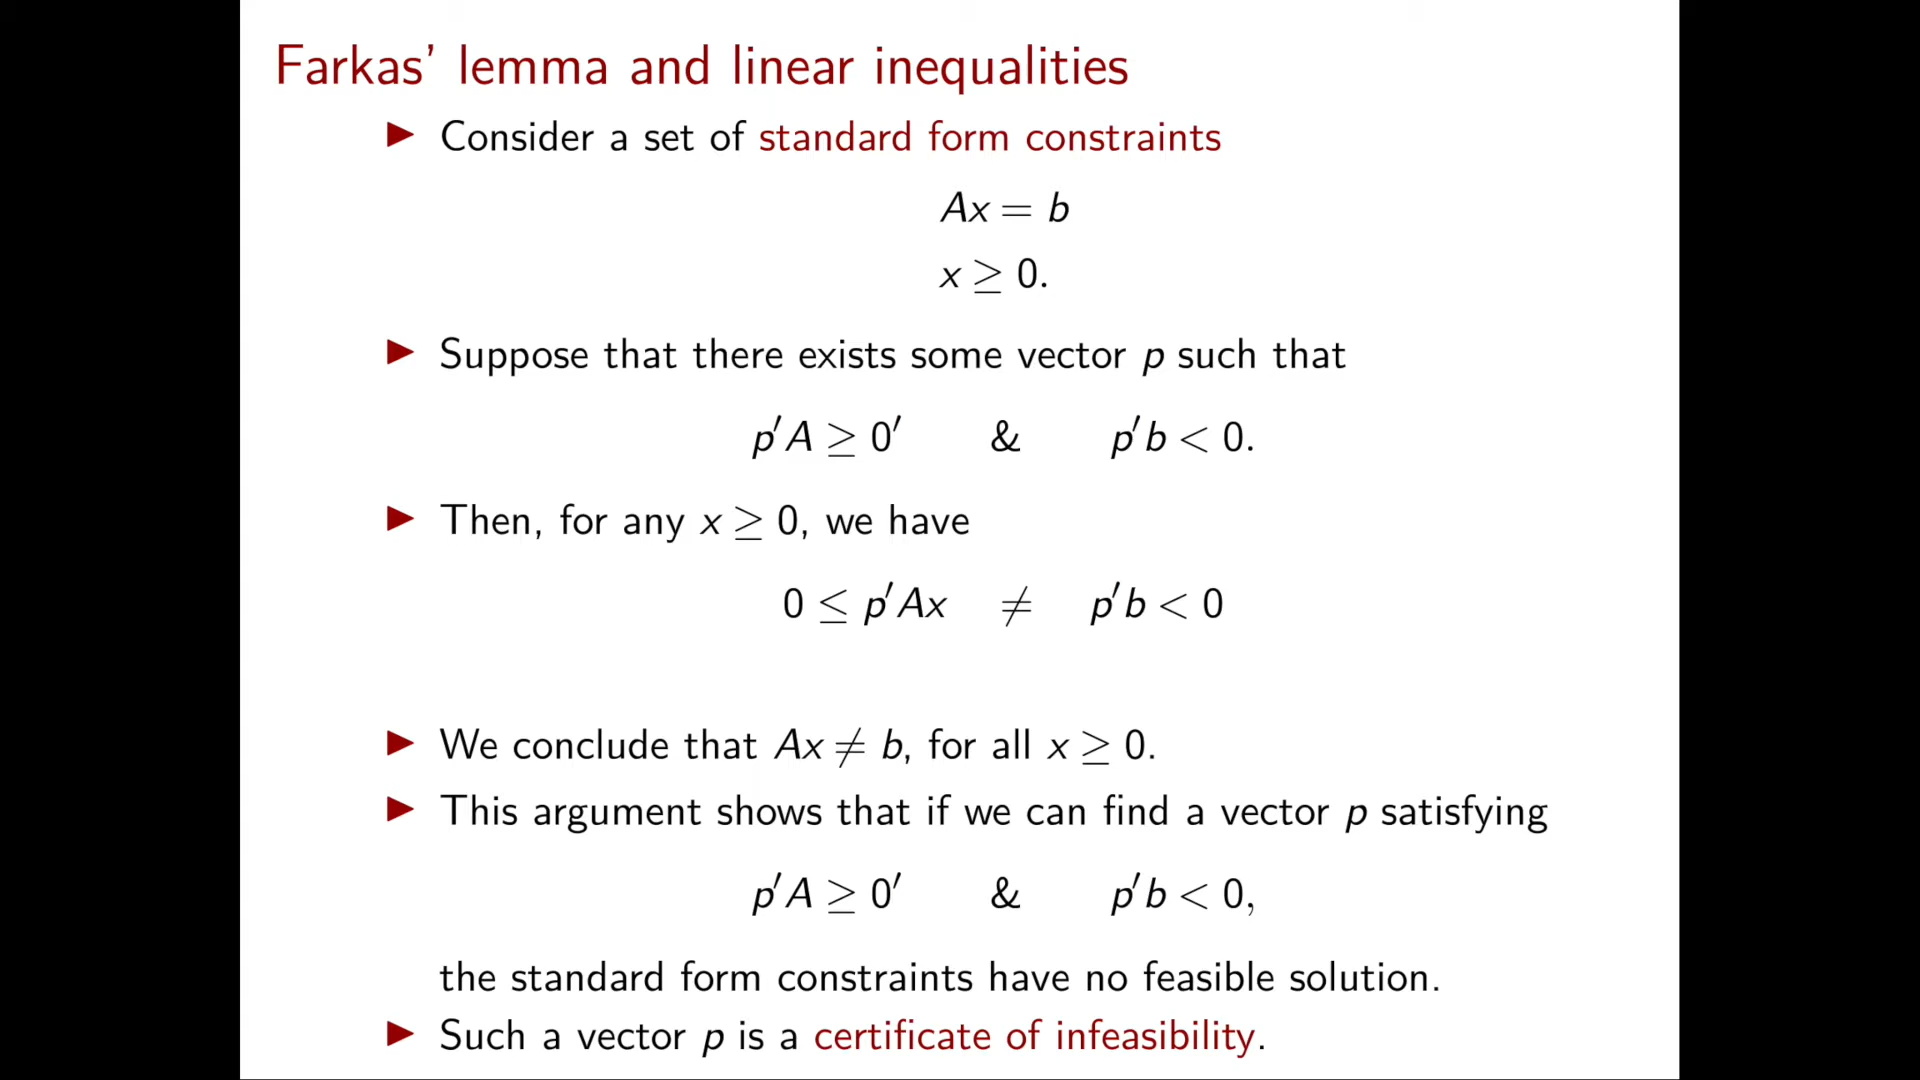 Farkas' lemma and linear inequalities
▶ Consider a set of standard form constraints
Ax = b
x ≥ 0.
▶ Suppose that there exists some vector p such that
p′A ≥ 0′ & p′b < 0.
▶ Then, for any x ≥ 0, we have
0 ≤ p′Ax ≠ p′b < 0
▶ We conclude that Ax ≠ b, for all x ≥ 0.
▶ This argument shows that if we can find a vector p satisfying
p′A ≥ 0′ & p′b < 0,
the standard form constraints have no feasible solution.
▶ Such a vector p is a certificate of infeasibility.